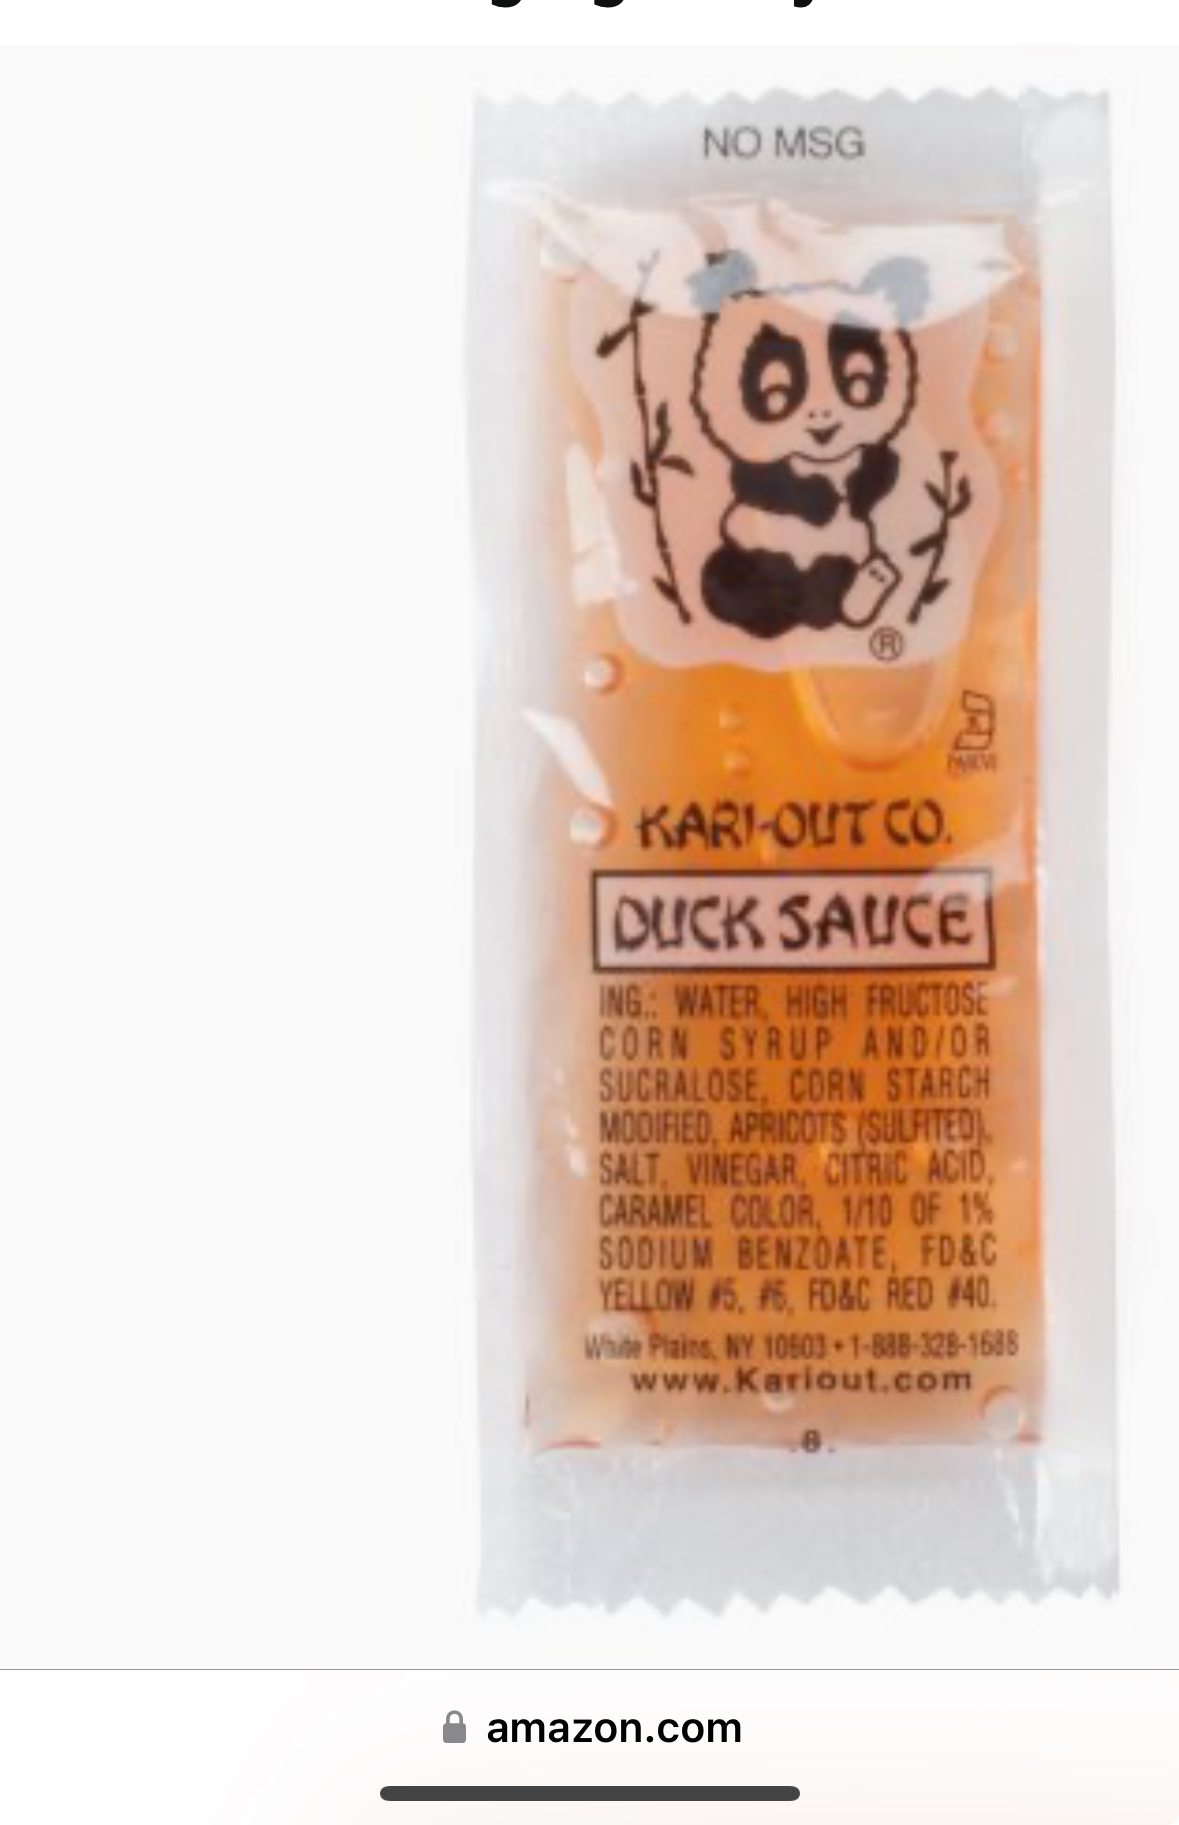 NO MSG
®
PAREVE
KARI-OUT CO.
DUCK SAUCE
ING.: WATER, HIGH FRUCTOSE
CORN SYRUP AND/OR
SUCRALOSE, CORN STARCH
MODIFIED, APRICOTS (SULFITED),
SALT, VINEGAR, CITRIC ACID,
CARAMEL COLOR, 1/10 OF 1%
SODIUM BENZOATE, FD&C
YELLOW #5, #6, FD&C RED #40.
White Plains, NY 10603 • 1-888-328-1688
www.Kariout.com
.8.
amazon.com